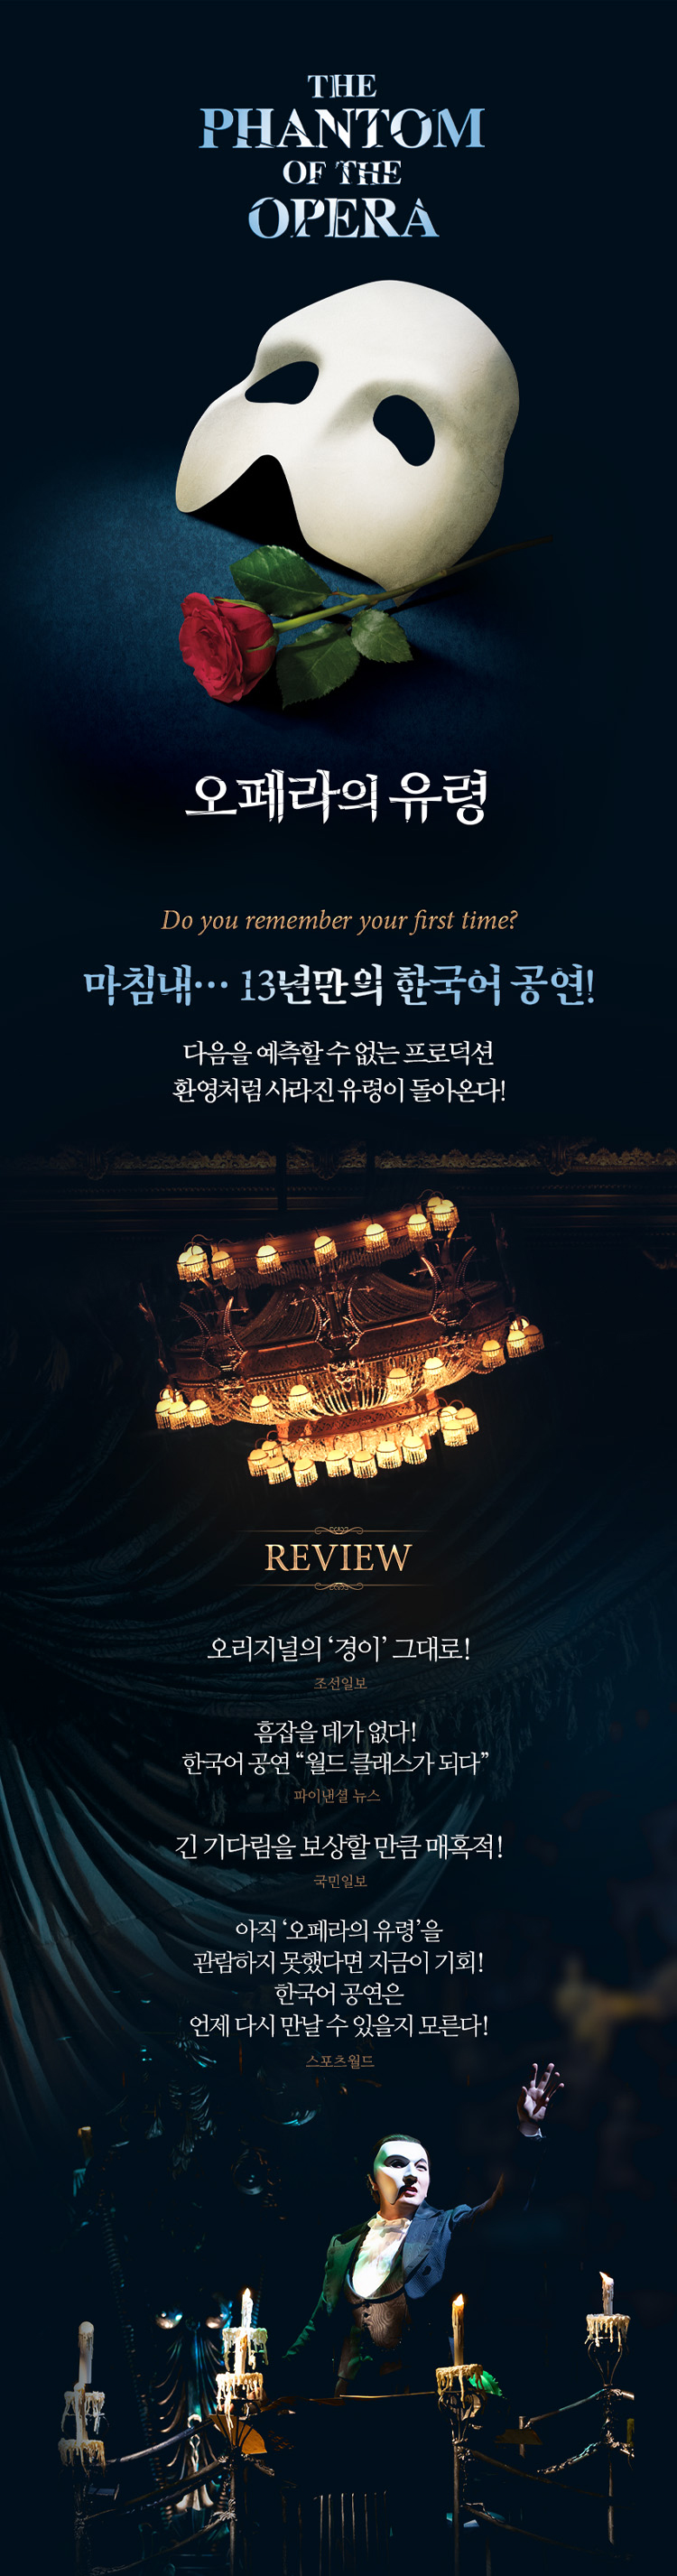 THE
PHANTOM
OF THE
OPERA
오페라의 유령
Do you remember your first time?
마침내··· 13년만의 한국어 공연!
다음을 예측할 수 없는 프로덕션
환영처럼 사라진 유령이 돌아온다!
REVIEW
오리지널의 ‘경이’ 그대로!
조선일보
흠잡을 데가 없다!
한국어 공연 “월드 클래스가 되다”
파이낸셜 뉴스
긴 기다림을 보상할 만큼 매혹적!
국민일보
아직 ‘오페라의 유령’을
관람하지 못했다면 지금이 기회!
한국어 공연은
언제 다시 만날 수 있을지 모른다!
스포츠월드